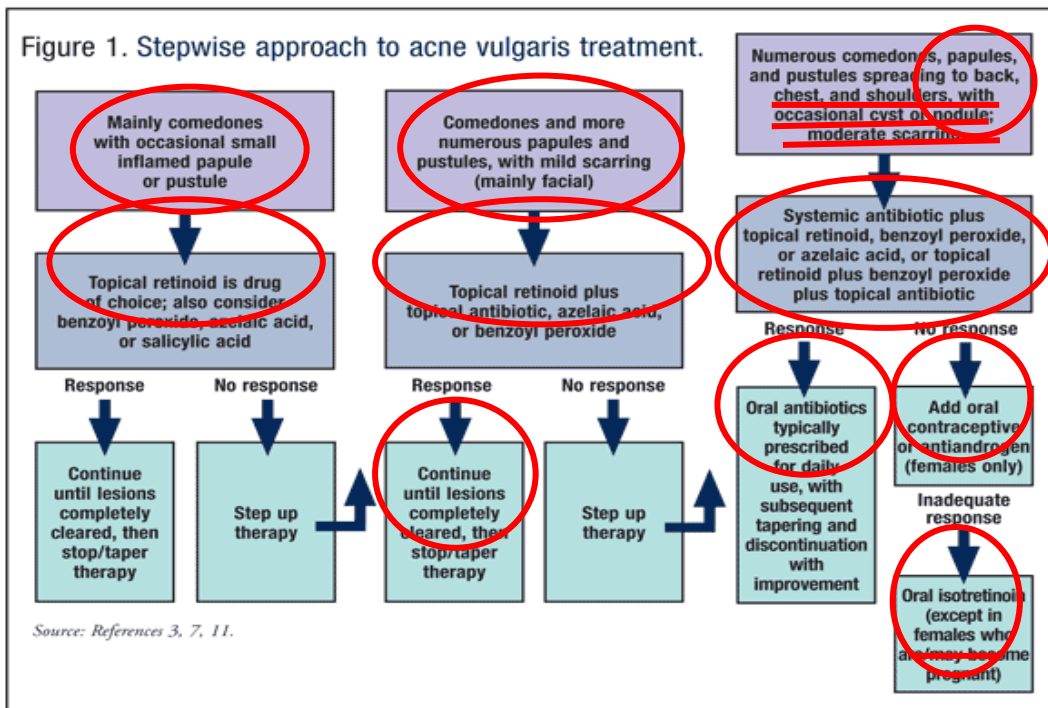 Figure 1. Stepwise approach to acne vulgaris treatment.
Mainly comedones
with occasional small
inflamed papule
or pustule
Topical retinoid is drug
of choice; also consider
benzoyl peroxide, azelaic acid,
or salicylic acid
Response
No response
Continue
until lesions
completely
cleared, then
stop/taper
therapy
Step up
therapy
Comedones and more
numerous papules and
pustules, with mild scarring
(mainly facial)
Topical retinoid plus
topical antibiotic, azelaic acid,
or benzoyl peroxide
Response
No response
Continue
until lesions
completely
cleared, then
stop/taper
therapy
Step up
therapy
Numerous comedones, papules,
and pustules spreading to back,
chest, and shoulders, with
occasional cyst or nodule;
moderate scarring
Systemic antibiotic plus
topical retinoid, benzoyl peroxide,
or azelaic acid, or topical
retinoid plus benzoyl peroxide
plus topical antibiotic
Response
No response
Oral antibiotics
typically
prescribed
for daily
use, with
subsequent
tapering and
discontinuation
with
improvement
Add oral
contraceptive
or antiandrogen
(females only)
Inadequate
response
Oral isotretinoin
(except in
females who
are/may become
pregnant)
Source: References 3, 7, 11.